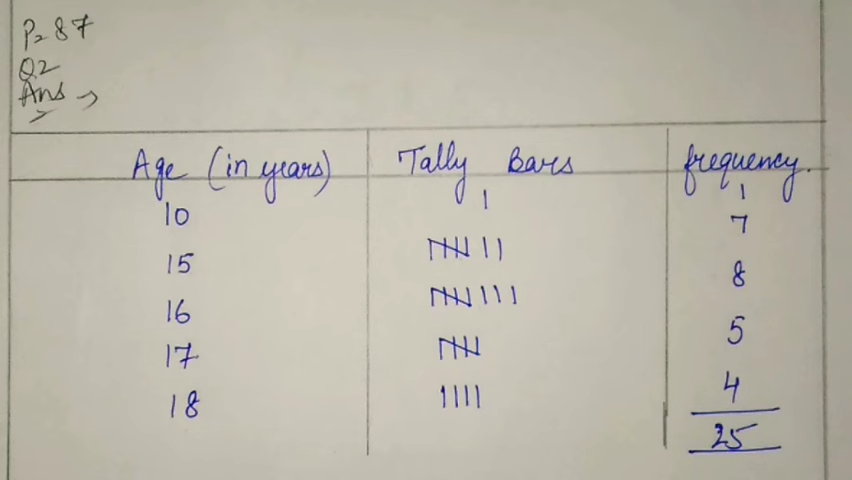 P=87
Q2
Ans →
Age (in years) Tally Bars frequency.
10 | 1
15 𝍸 || 7
16 𝍸 ||| 8
17 𝍸 5
18 |||| 4
25